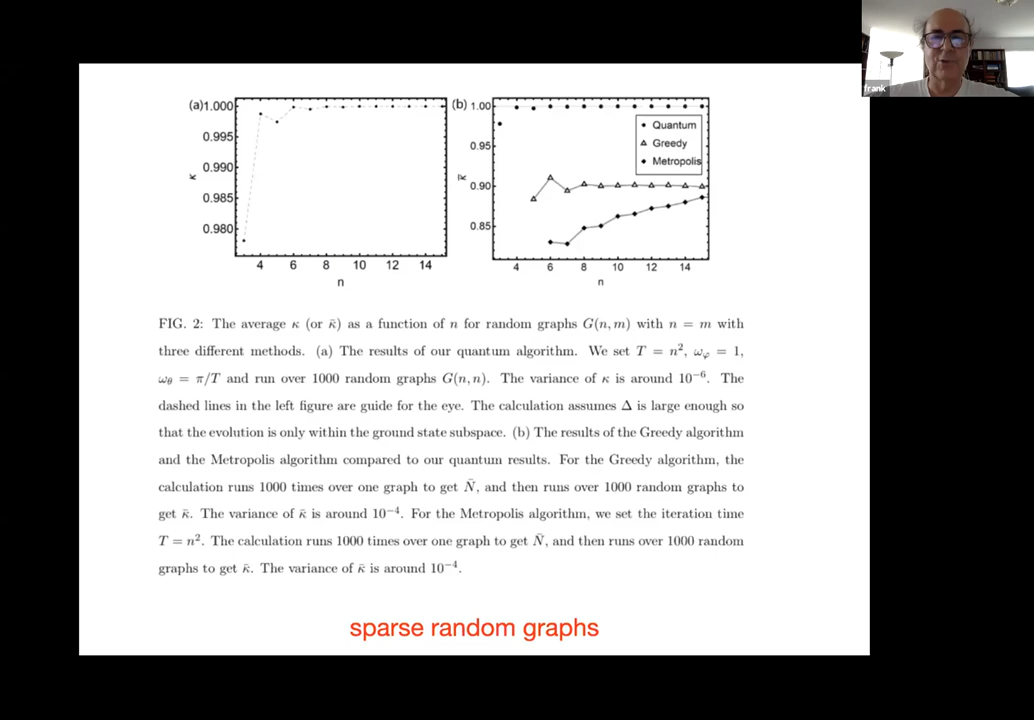 frank
(a)
1.000
0.995
0.990
0.985
0.980
κ
4 6 8 10 12 14
n
(b)
1.00
0.95
0.90
0.85
κ̄
Quantum
Greedy
Metropolis
4 6 8 10 12 14
n
FIG. 2: The average κ (or κ̄) as a function of n for random graphs G(n, m) with n = m with
three different methods. (a) The results of our quantum algorithm. We set T = n², ωφ = 1,
ωθ = π/T and run over 1000 random graphs G(n, n). The variance of κ is around 10⁻⁶. The
dashed lines in the left figure are guide for the eye. The calculation assumes Δ is large enough so
that the evolution is only within the ground state subspace. (b) The results of the Greedy algorithm
and the Metropolis algorithm compared to our quantum results. For the Greedy algorithm, the
calculation runs 1000 times over one graph to get N̄, and then runs over 1000 random graphs to
get κ̄. The variance of κ̄ is around 10⁻⁴. For the Metropolis algorithm, we set the iteration time
T = n². The calculation runs 1000 times over one graph to get N̄, and then runs over 1000 random
graphs to get κ̄. The variance of κ̄ is around 10⁻⁴.
sparse random graphs